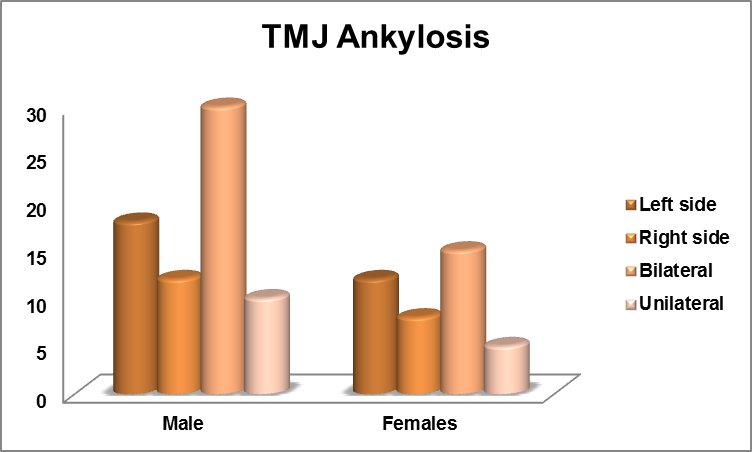 TMJ Ankylosis
30
25
20
15
10
5
0
Male
Females
Left side
Right side
Bilateral
Unilateral